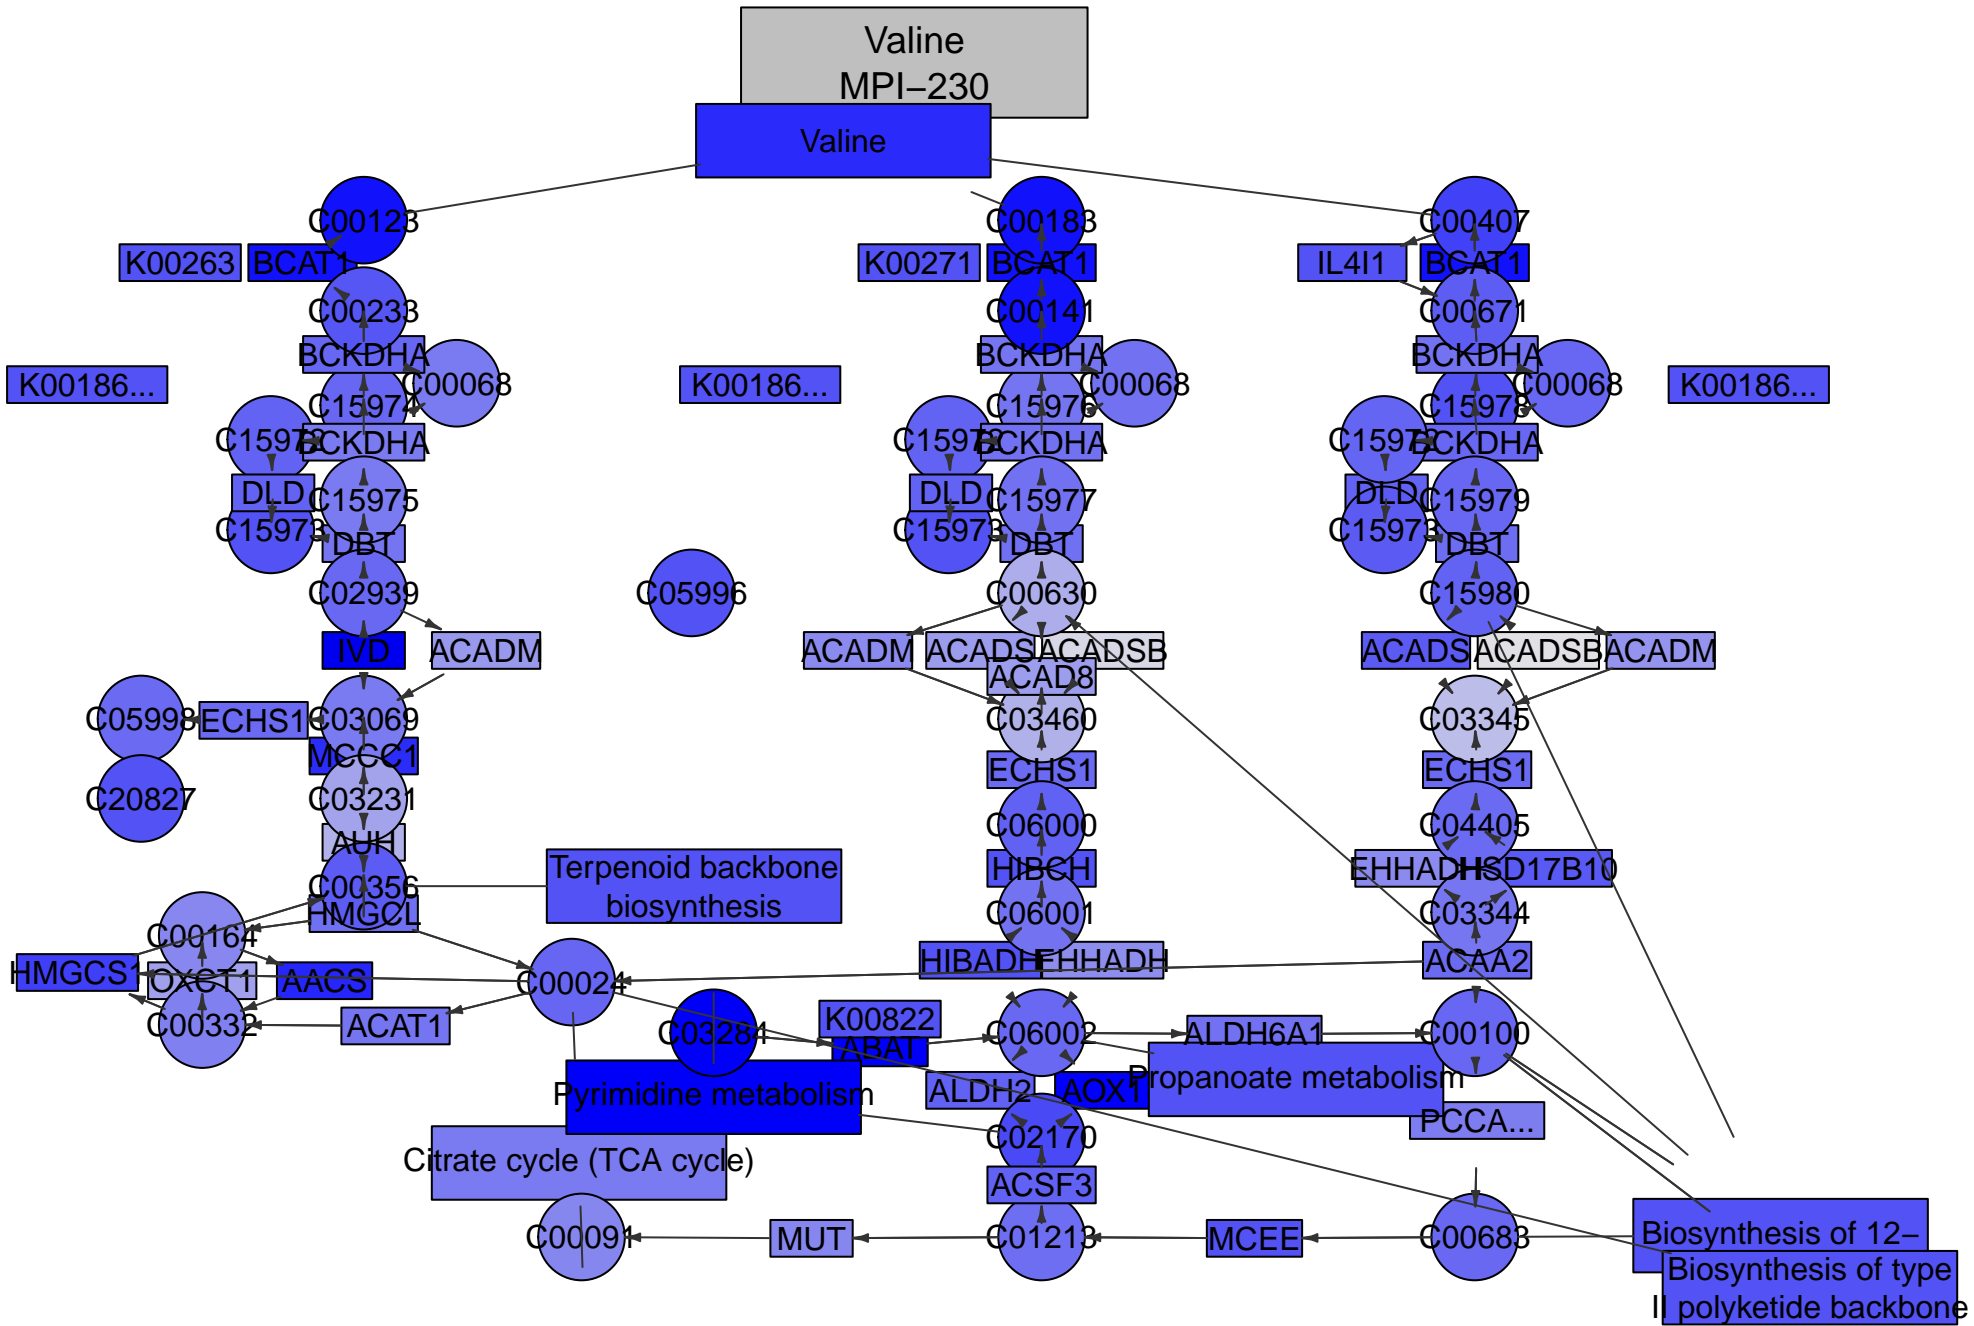 Valine
MPI−230
Valine
C00123
C00183
C00407
K00263
BCAT1
K00271
BCAT1
IL4I1
BCAT1
C00233
C00141
C00671
BCKDHA
BCKDHA
BCKDHA
K00186...
C00068
K00186...
C00068
C00068
K00186...
C15974
C15976
C15978
C15972
BCKDHA
C15972
BCKDHA
C15972
BCKDHA
DLD
C15975
DLD
C15977
DLD
C15979
C15973
DBT
C15973
DBT
C15973
DBT
C02939
C05996
C00630
C15980
IVD
ACADM
ACADM
ACADS
ACADSB
ACADS
ACADSB
ACADM
ACAD8
C05998
ECHS1
C03069
C03460
C03345
MCCC1
ECHS1
ECHS1
C20827
C03231
C06000
C04405
AUH
HIBCH
EHHADH
HSD17B10
C00356
Terpenoid backbone
biosynthesis
HMGCL
C06001
C03344
C00164
HMGCS1
OXCT1
AACS
C00024
HIBADH
EHHADH
ACAA2
C00332
ACAT1
C03284
K00822
ABAT
C06002
ALDH6A1
C00100
Pyrimidine metabolism
ALDH2
AOX1
Propanoate metabolism
PCCA...
C02170
Citrate cycle (TCA cycle)
ACSF3
C00091
MUT
C01213
MCEE
C00683
Biosynthesis of 12−
Biosynthesis of type
II polyketide backbone